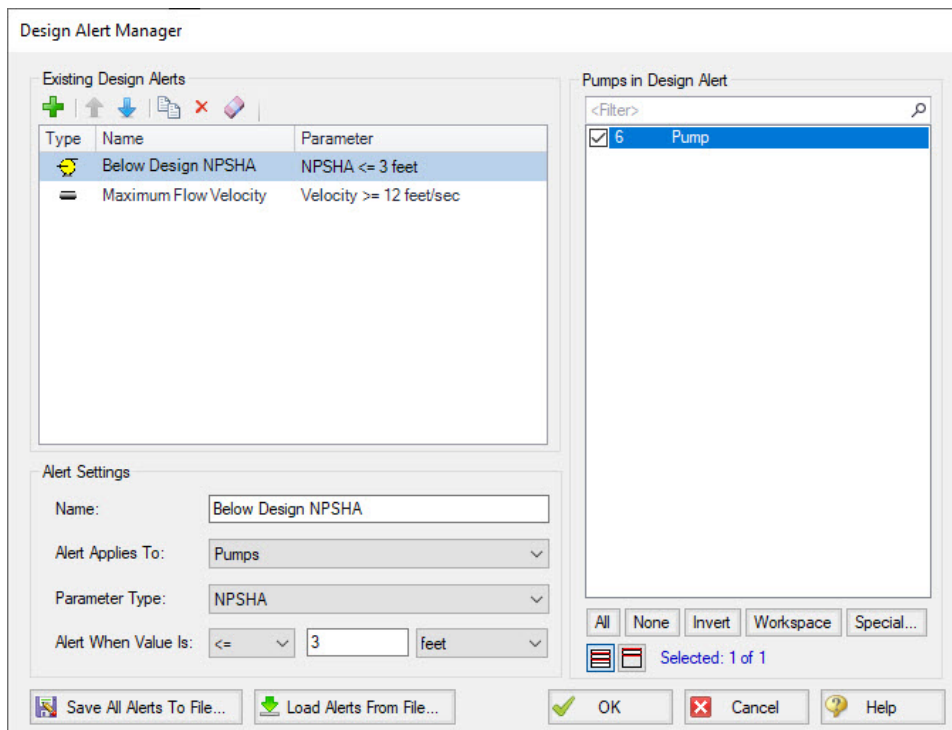 Design Alert Manager
Existing Design Alerts
Type Name Parameter
Below Design NPSHA NPSHA <= 3 feet
Maximum Flow Velocity Velocity >= 12 feet/sec
Alert Settings
Name: Below Design NPSHA
Alert Applies To: Pumps
Parameter Type: NPSHA
Alert When Value Is: <= 3 feet
Pumps in Design Alert
<Filter>
6 Pump
All None Invert Workspace Special...
Selected: 1 of 1
Save All Alerts To File... Load Alerts From File... OK Cancel Help